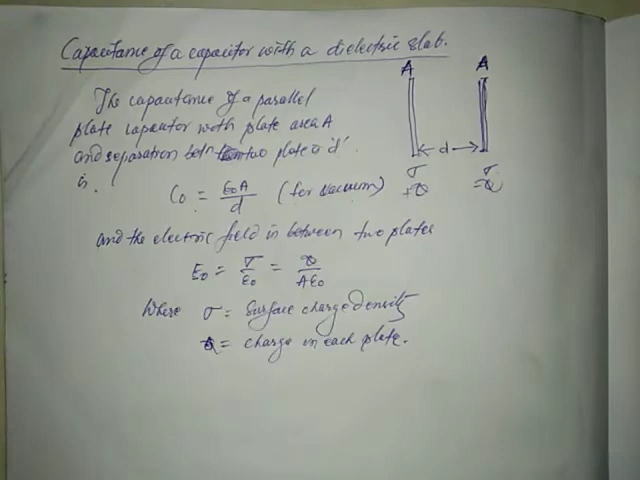 Capacitance of a capacitor with a dielectric slab.
A A
The capacitance of a parallel
plate capacitor with plate area A
and separation betn two plate is 'd'
is.
d
C₀ = ε₀A/d (for vacuum)
σ σ
+Q -Q
and the electric field in between two plates
E₀ = σ/ε₀ = Q/Aε₀
Where σ = Surface charge density
Q = charge in each plate.